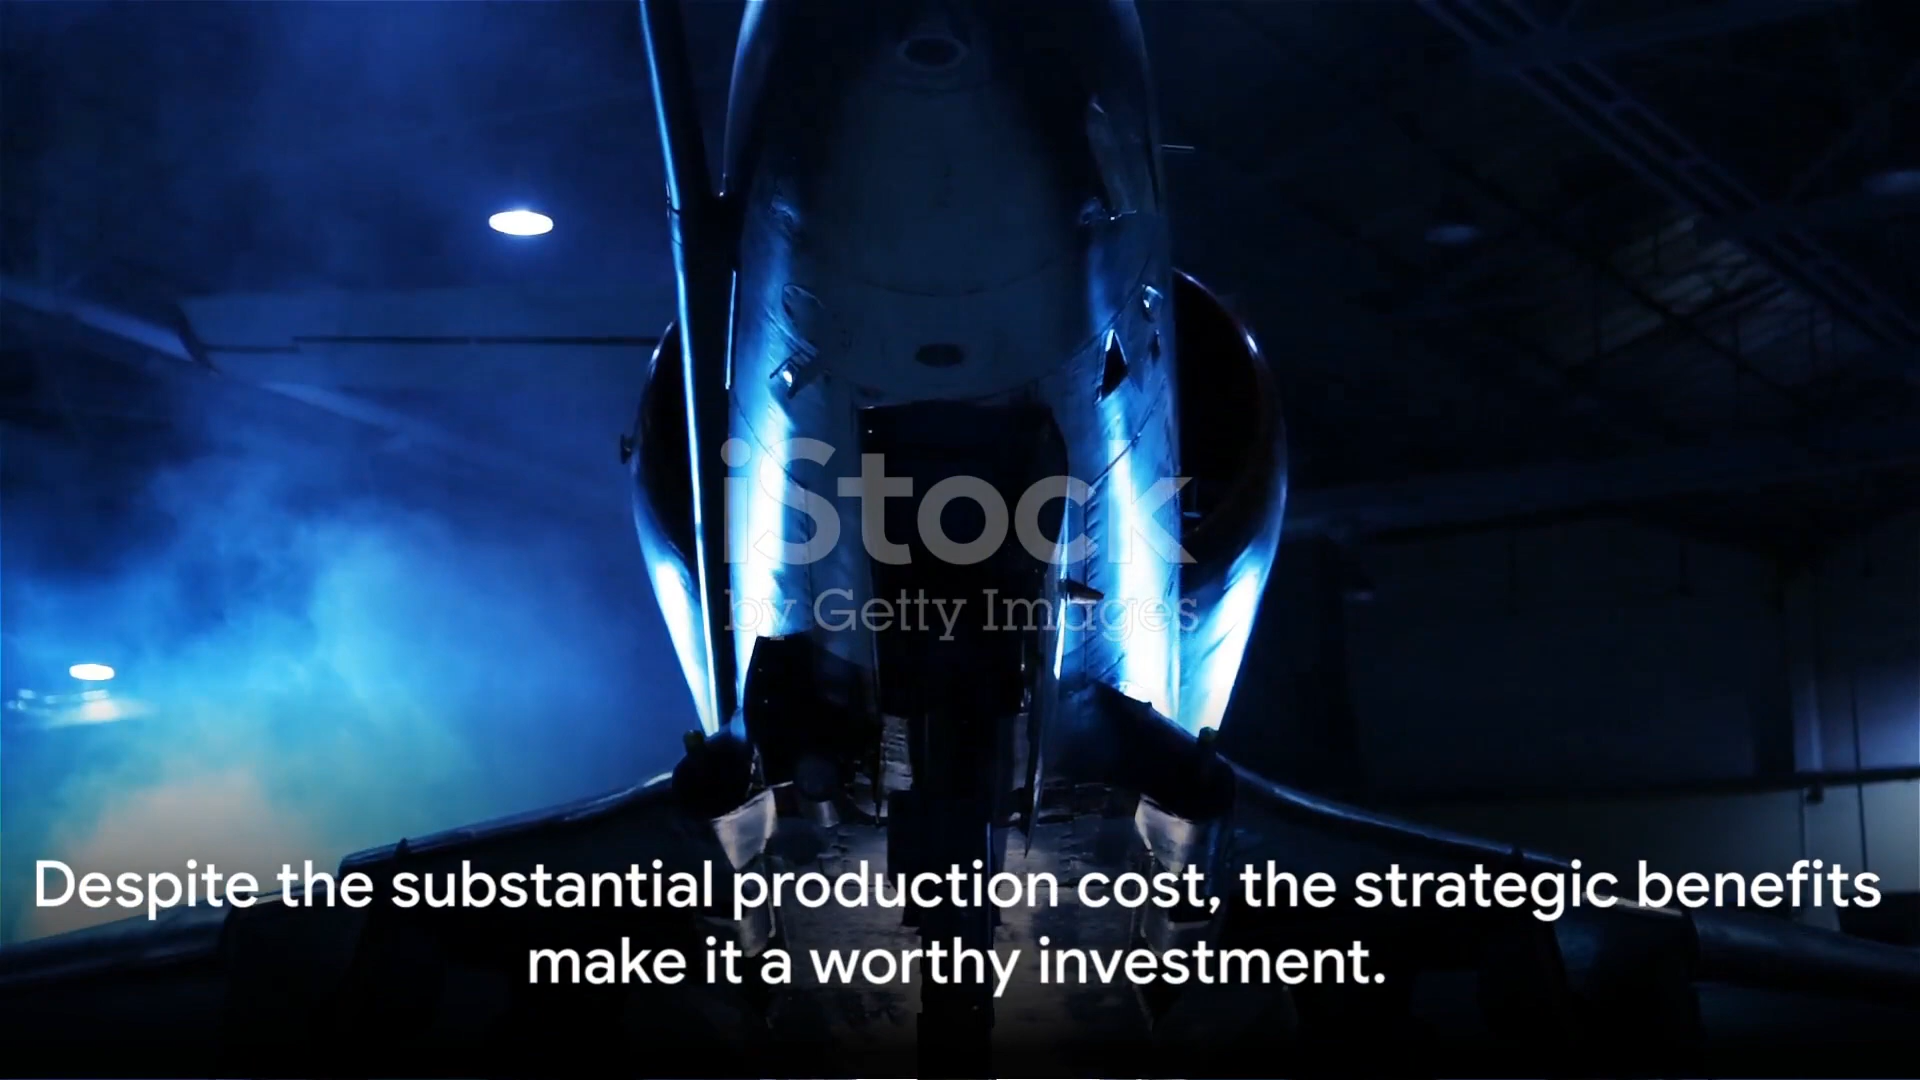 iStock
by Getty Images
Despite the substantial production cost, the strategic benefits
make it a worthy investment.